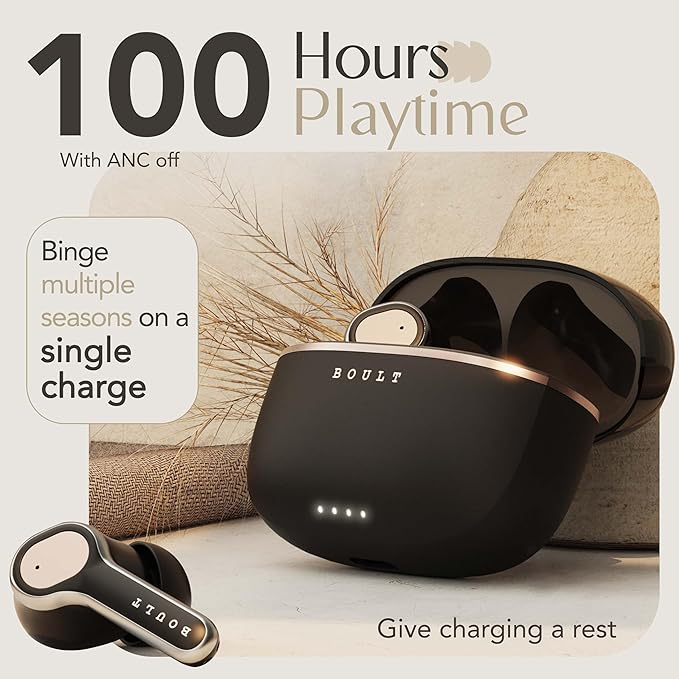 100 Hours
Playtime
With ANC off
Binge
multiple
seasons on a
single
charge
BOULT
BOULT
Give charging a rest